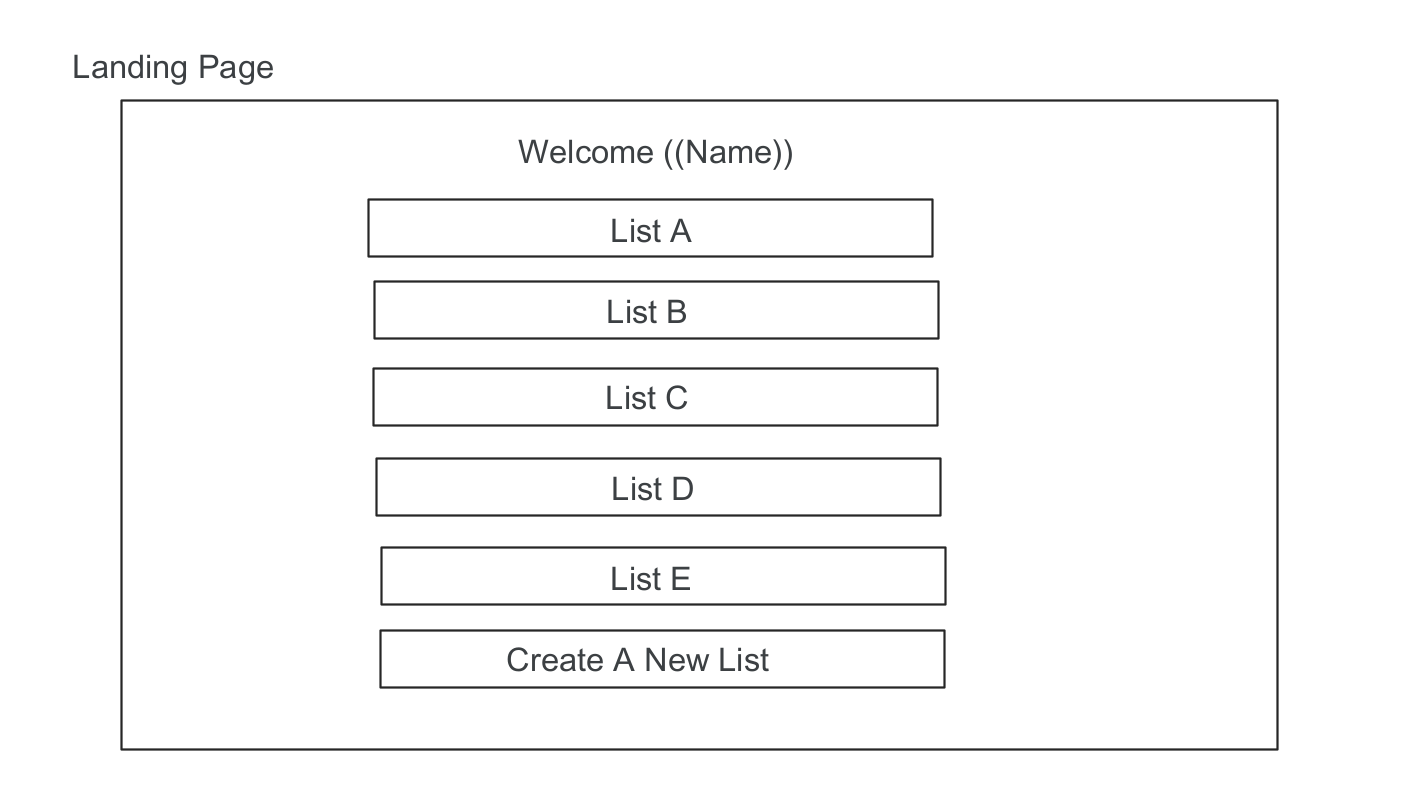 Landing Page
Welcome ((Name))
List A
List B
List C
List D
List E
Create A New List